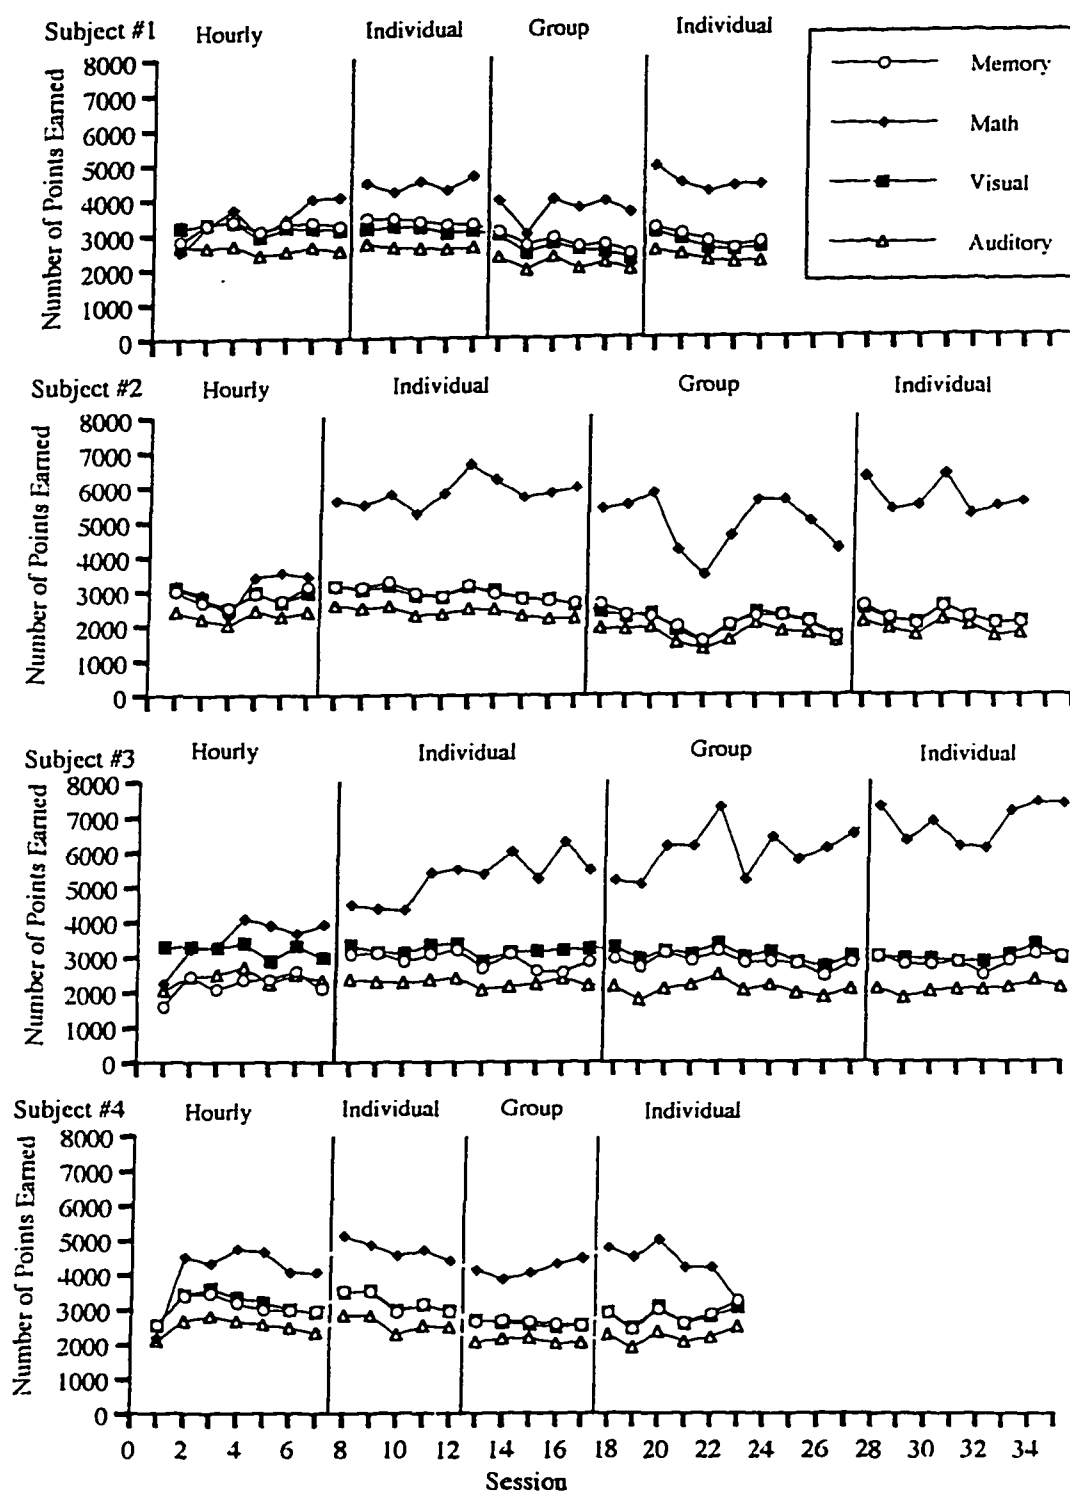 Subject #1 Hourly Individual Group Individual
Number of Points Earned
8000
7000
6000
5000
4000
3000
2000
1000
0
Memory
Math
Visual
Auditory
Subject #2 Hourly Individual Group Individual
Number of Points Earned
8000
7000
6000
5000
4000
3000
2000
1000
0
Subject #3 Hourly Individual Group Individual
Number of Points Earned
8000
7000
6000
5000
4000
3000
2000
1000
0
Subject #4 Hourly Individual Group Individual
Number of Points Earned
8000
7000
6000
5000
4000
3000
2000
1000
0
0 2 4 6 8 10 12 14 16 18 20 22 24 26 28 30 32 34
Session